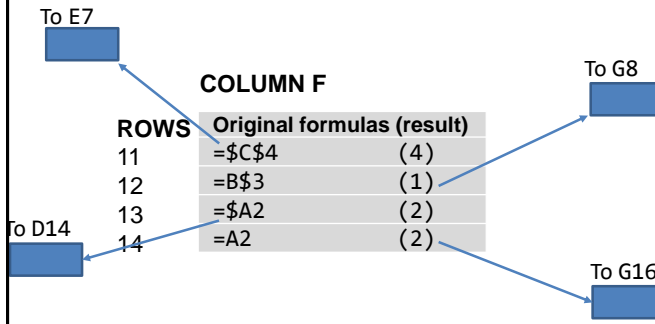 To E7
To G8
COLUMN F
ROWS Original formulas (result)
11 =$C$4 (4)
12 =B$3 (1)
13 =$A2 (2)
14 =A2 (2)
To D14
To G16